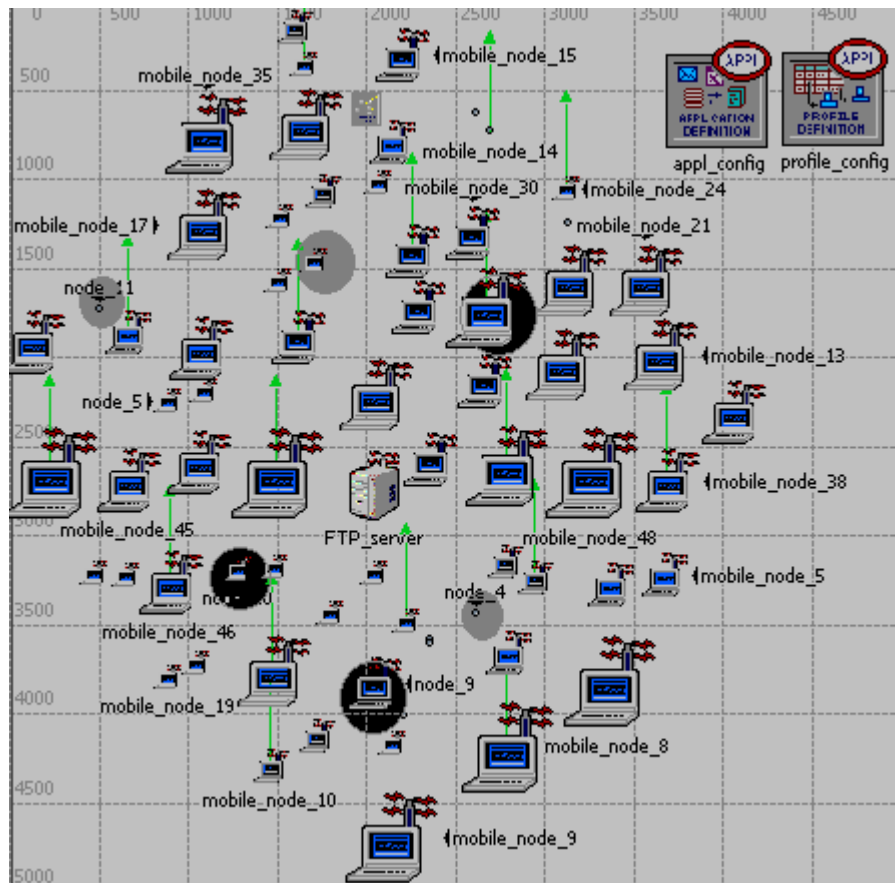 0 500 1000 1500 2000 2500 3000 3500 4000 4500
mobile_node_15
mobile_node_35
500
APPL
APPL
APPLICATION
DEFINITION
PROFILE
DEFINITION
mobile_node_14
appl_config
profile_config
1000
mobile_node_30
mobile_node_24
mobile_node_17
mobile_node_21
1500
node_11
mobile_node_13
node_5
2500
mobile_node_38
mobile_node_45
FTP_server
mobile_node_48
3000
mobile_node_5
node_4
3500
mobile_node_46
node_9
4000
mobile_node_19
mobile_node_8
4500
mobile_node_10
mobile_node_9
5000